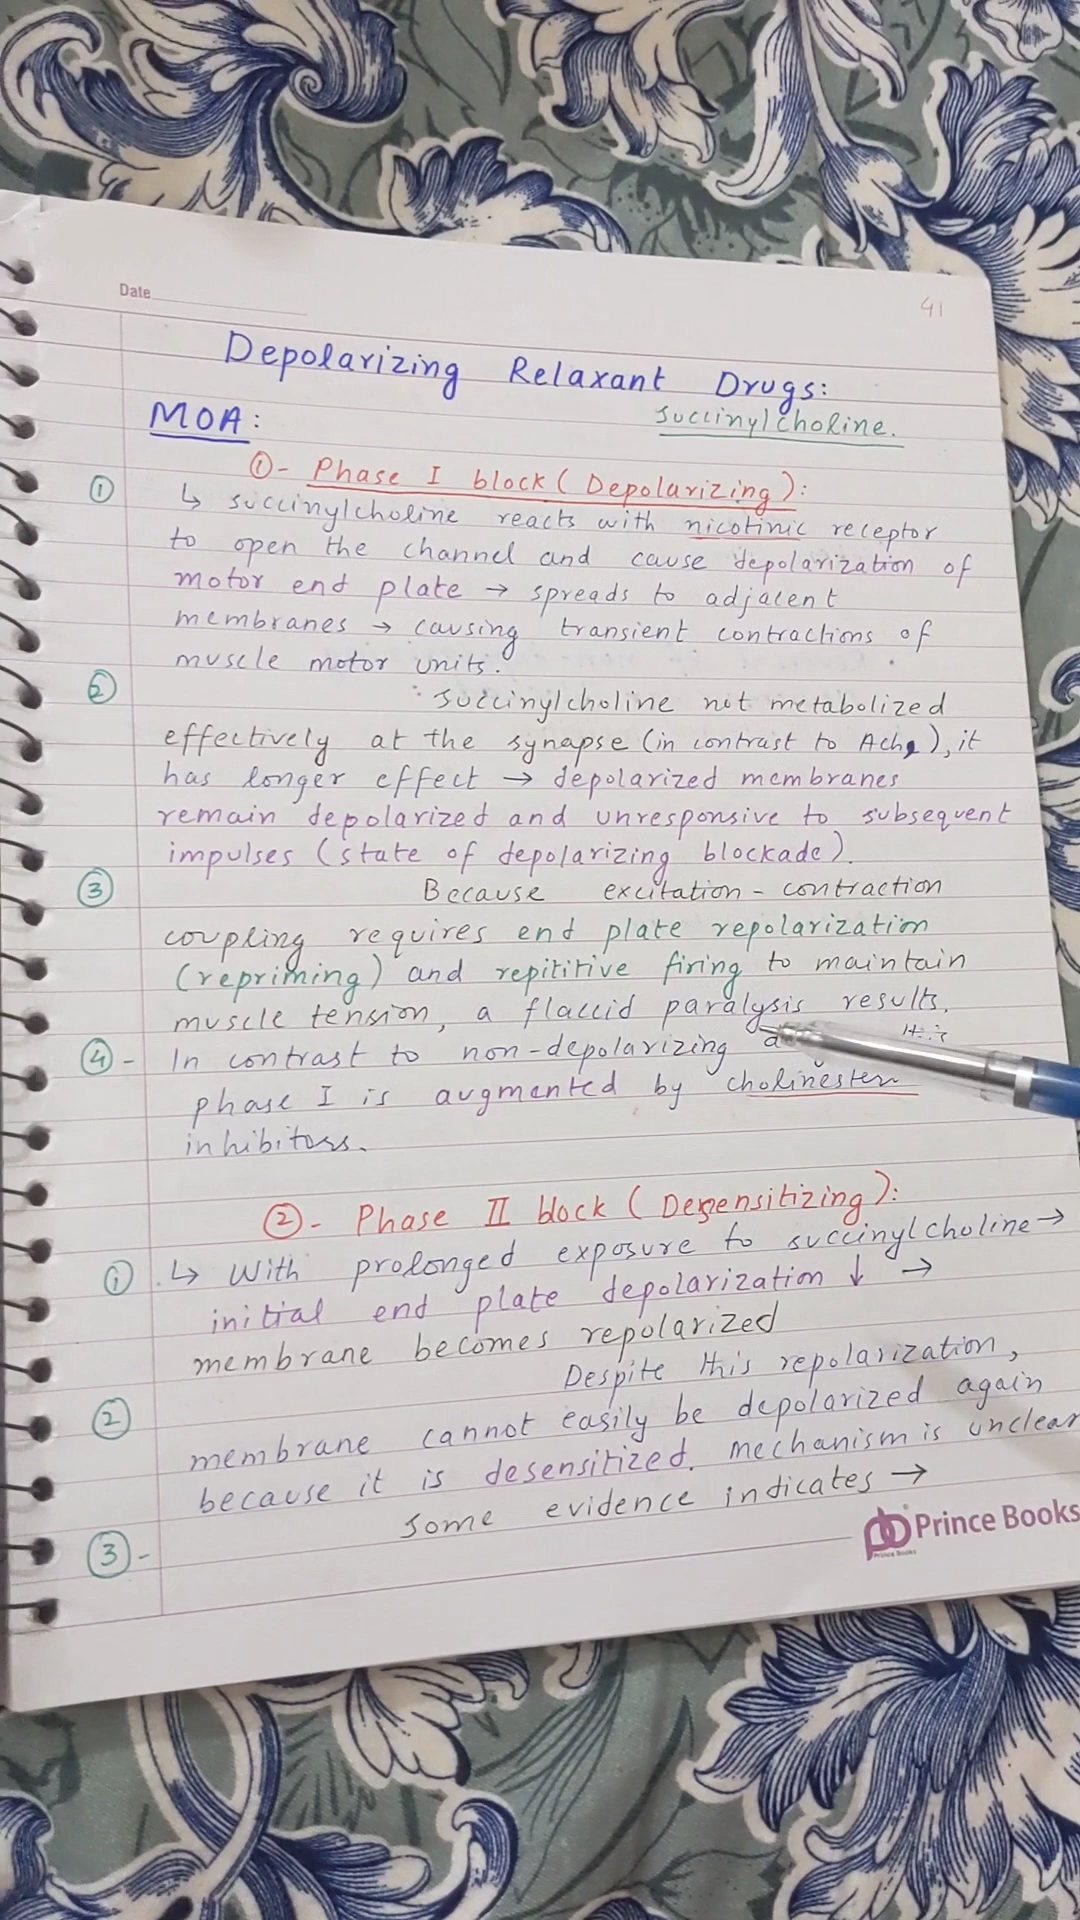 Date
41
Depolarizing Relaxant Drugs:
MOA:
Succinylcholine.
①- Phase I block (Depolarizing):
① ↳ succinylcholine reacts with nicotinic receptor
to open the channel and cause depolarization of
motor end plate → spreads to adjacent
membranes → causing transient contractions of
muscle motor units.
② Succinylcholine not metabolized
effectively at the synapse (in contrast to Ach), it
has longer effect → depolarized membranes
remain depolarized and unresponsive to subsequent
impulses (state of depolarizing blockade).
③ Because excitation - contraction
coupling requires end plate repolarization
(repriming) and repititive firing to maintain
muscle tension, a flaccid paralysis results.
④ - In contrast to non-depolarizing
phase I is augmented by
inhibitors.
②- Phase II block (Desensitizing):
① ↳ With prolonged exposure to succinylcholine →
initial end plate depolarization ↓ →
membrane becomes repolarized
Despite this repolarization,
② membrane cannot easily be depolarized again
because it is desensitized. mechanism is unclear
③ - Some evidence indicates →
Prince Books
Prince Books